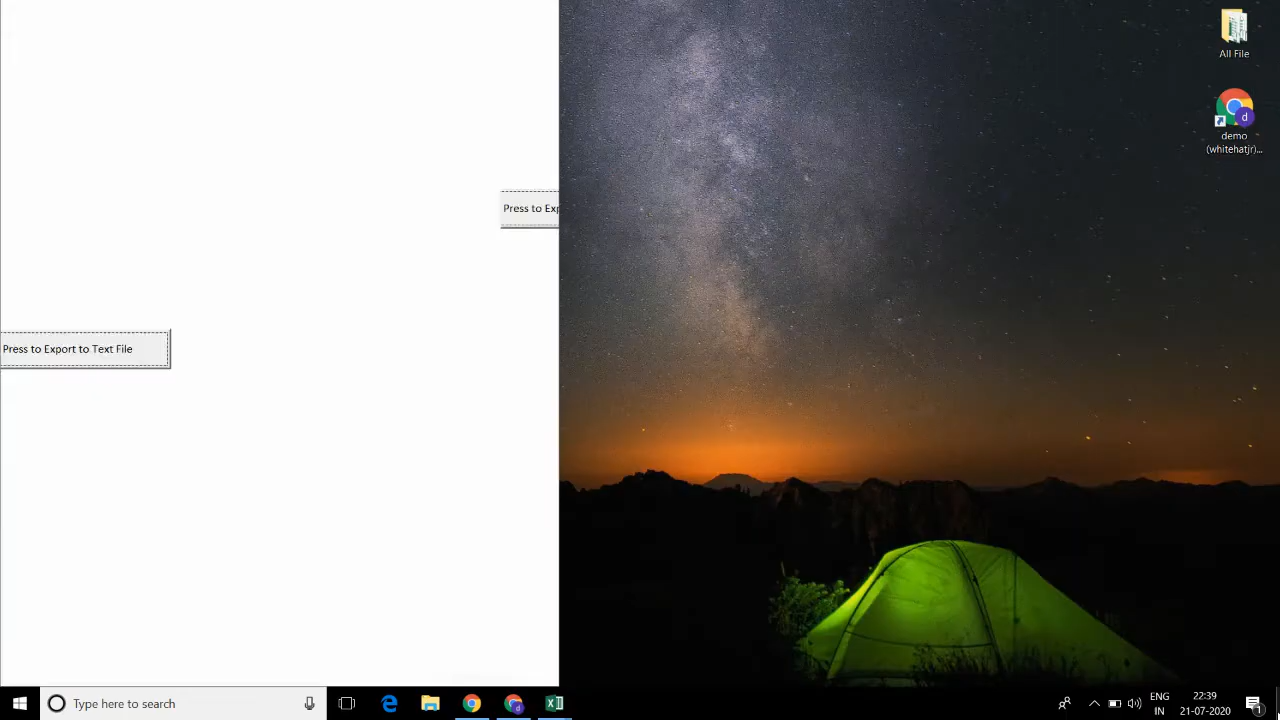 All File
demo
(whitehatjr)...
Press to Exp
Press to Export to Text File
Type here to search
ENG
IN
22:39
21-07-2020
1
d
d